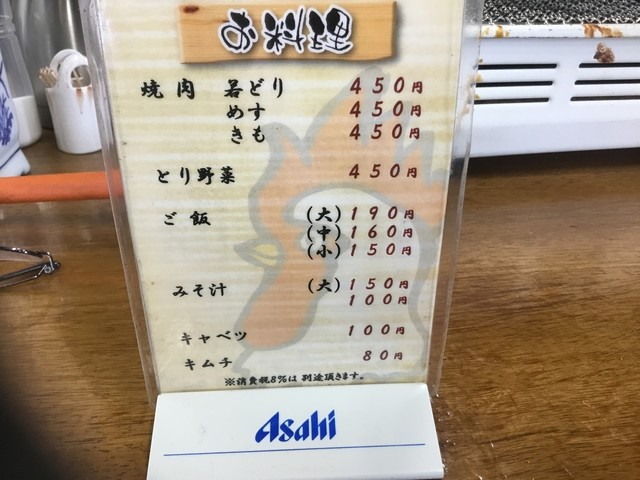 お料理
焼肉 若どり 450円
めす 450円
きも 450円
とり野菜 450円
ご飯 (大) 190円
(中) 160円
(小) 150円
みそ汁 (大) 150円
100円
キャベツ 100円
キムチ 80円
※消費税8%は別途頂きます。
Asahi